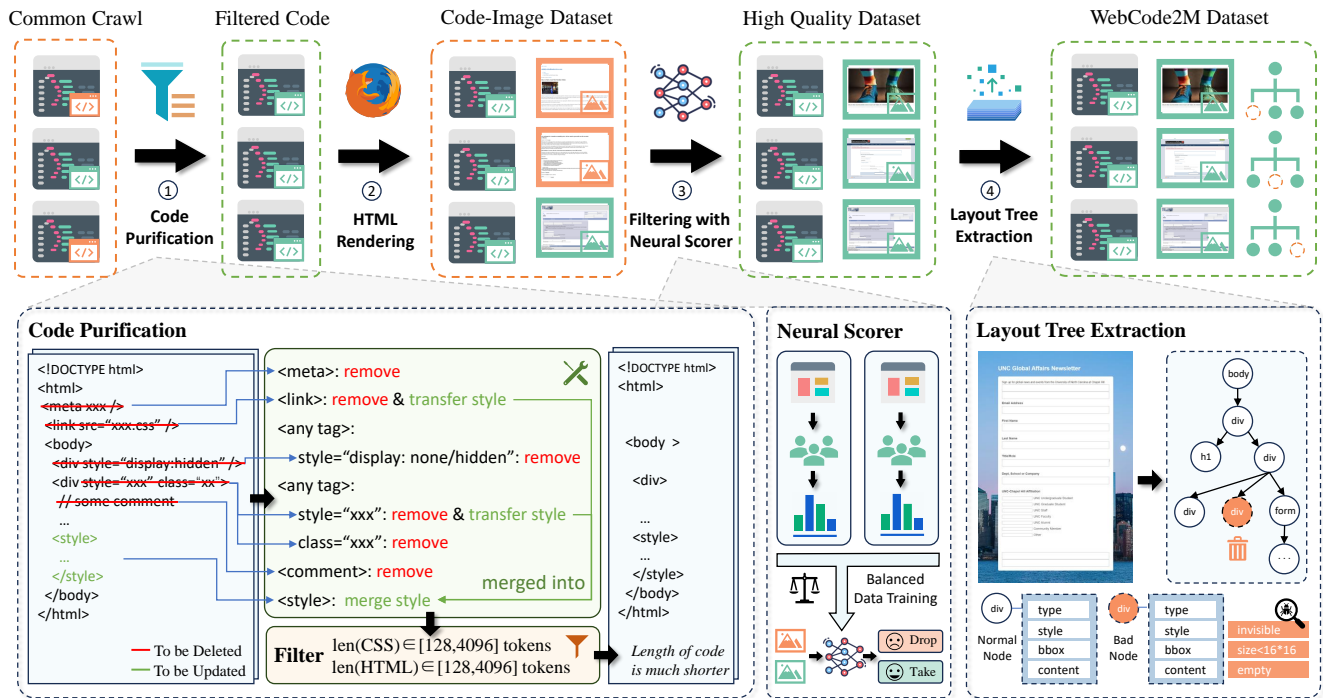 Common Crawl
Filtered Code
Code-Image Dataset
High Quality Dataset
WebCode2M Dataset
1
Code
Purification
2
HTML
Rendering
3
Filtering with
Neural Scorer
4
Layout Tree
Extraction
Code Purification
<!DOCTYPE html>
<html>
<meta xxx />
<link src=“xxx.css” />
<body>
<div style=“display:hidden” />
<div style=“xxx” class=“xx”>
// some comment
...
<style>
...
</style>
</body>
</html>
To be Deleted
To be Updated
<meta>: remove
<link>: remove & transfer style
<any tag>:
style=“display: none/hidden”: remove
<any tag>:
style=“xxx”: remove & transfer style
class=“xxx”: remove
<comment>: remove
merged into
<style>: merge style
Filter
len(CSS)∈[128,4096] tokens
len(HTML)∈[128,4096] tokens
<!DOCTYPE html>
<html>
<body >
<div>
...
<style>
...
</style>
</body>
</html>
Length of code
is much shorter
Neural Scorer
Balanced
Data Training
Drop
Take
Layout Tree Extraction
UNC Global Affairs Newsletter
Email Address
First Name
Last Name
body
div
h1
div
div
div
form
...
div
Normal
Node
type
style
bbox
content
div
Bad
Node
type
style
bbox
content
invisible
size<16*16
empty